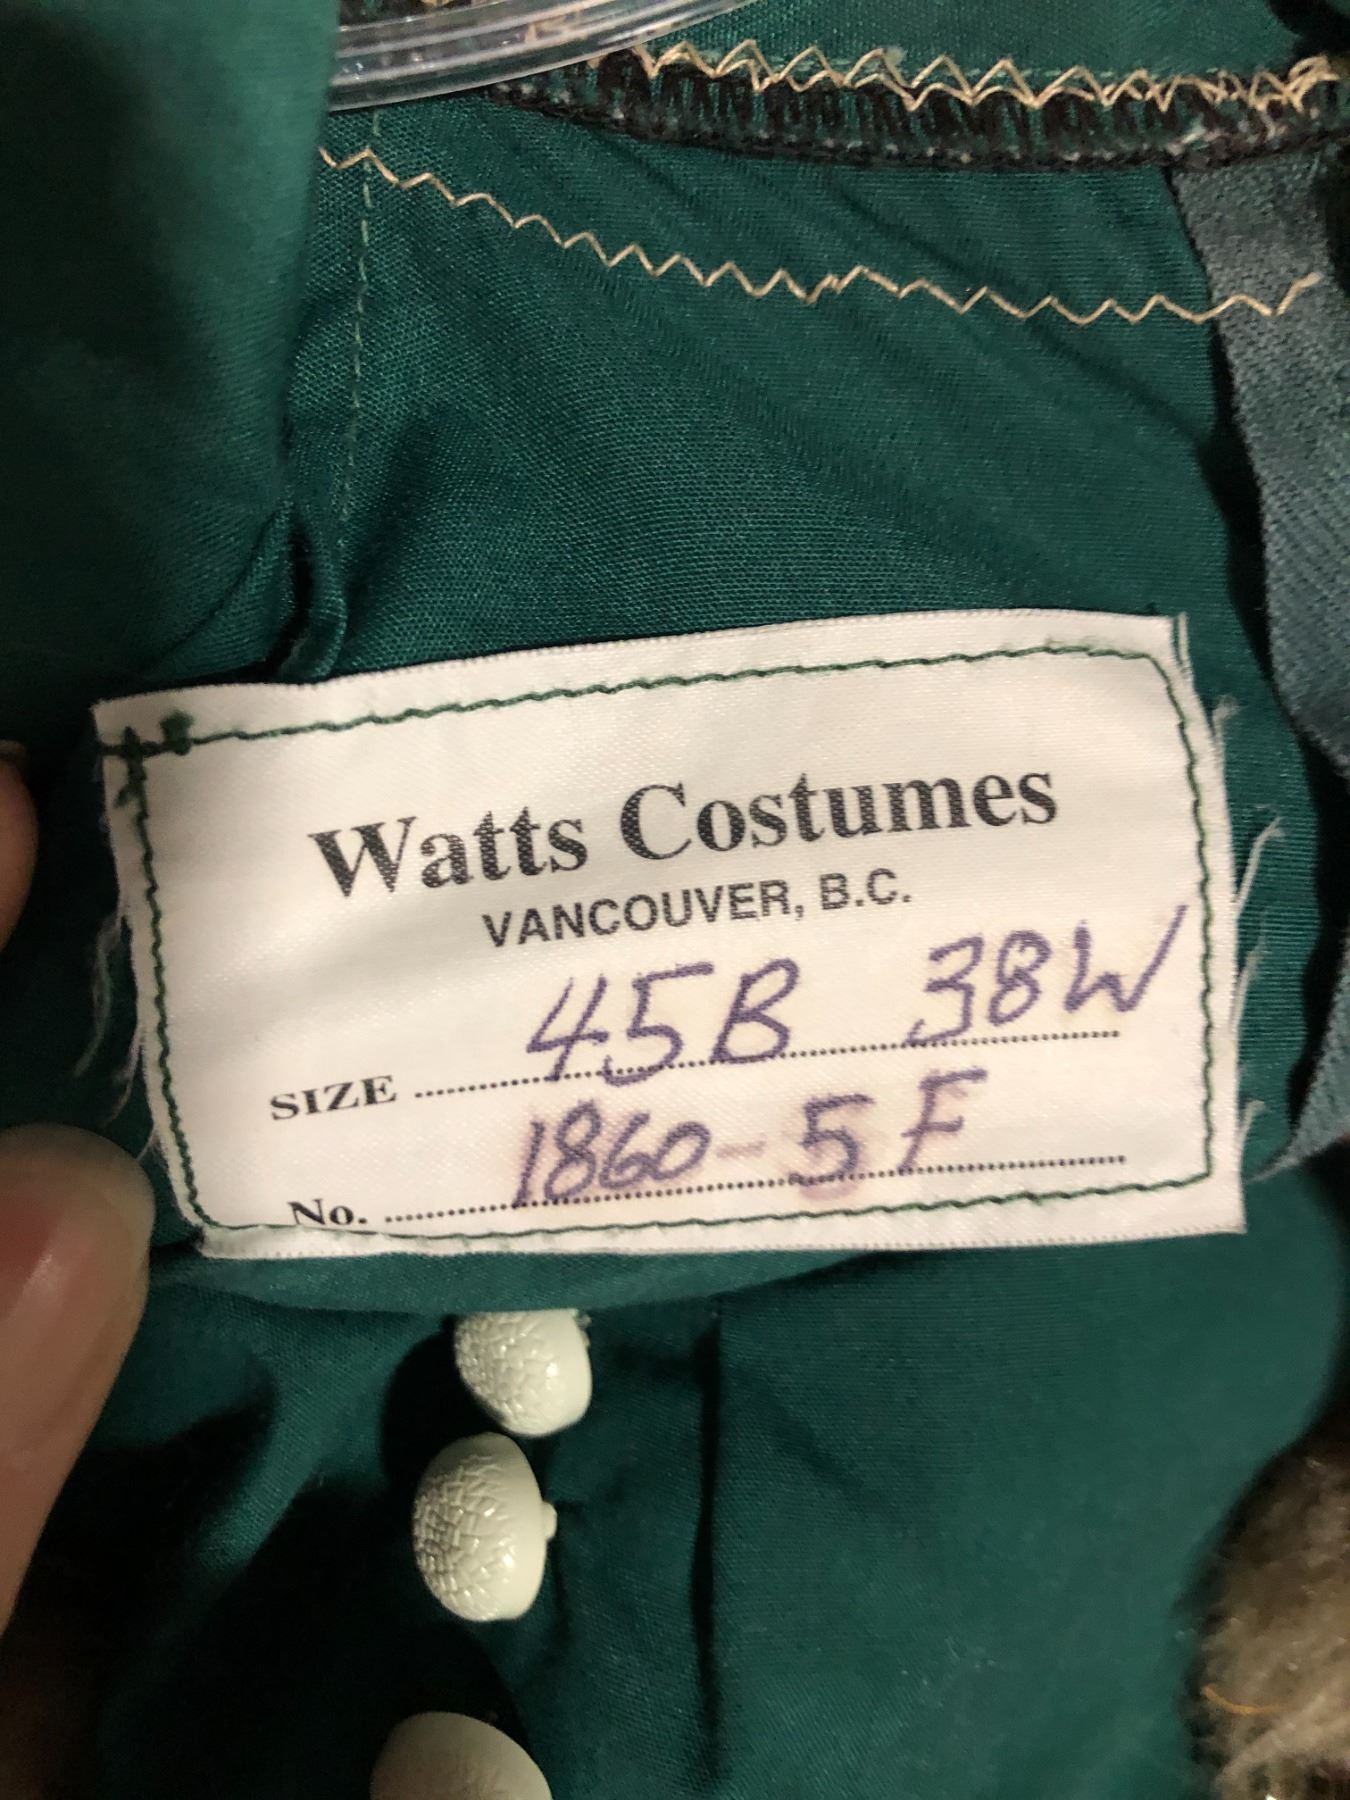 Watts Costumes
VANCOUVER, B.C.
SIZE 45B 38W
No. 1860-5F